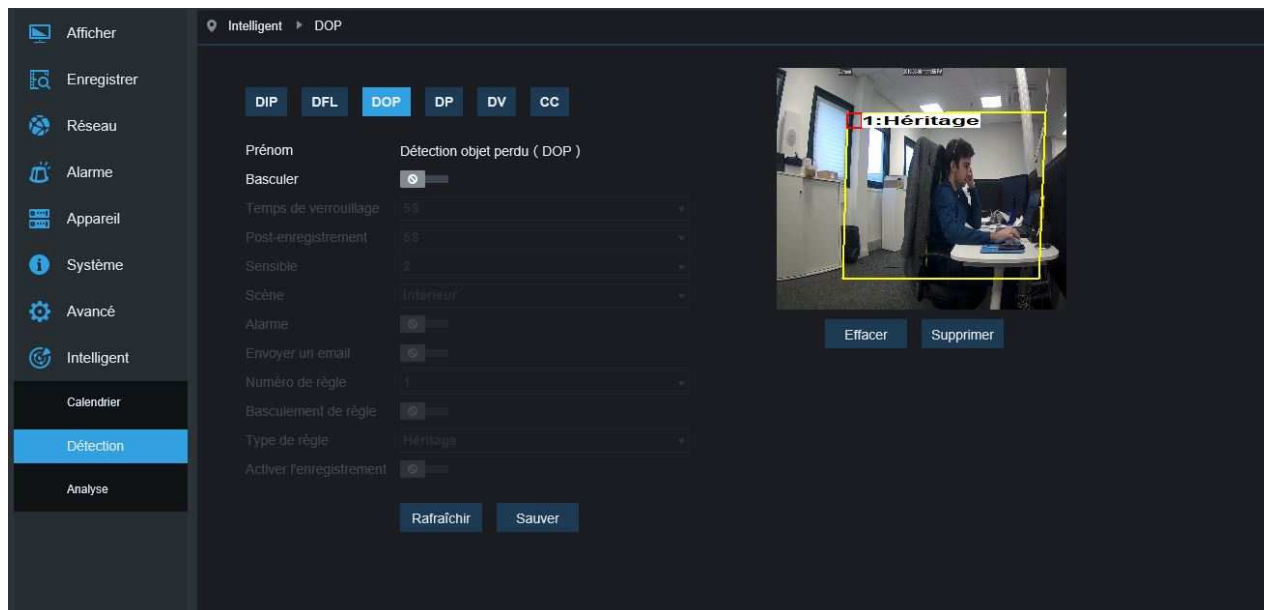 Afficher
Enregistrer
Réseau
Alarme
Appareil
Système
Avancé
Intelligent
Calendrier
Détection
Analyse
Intelligent DOP
DIP DFL DOP DP DV CC
Prénom Détection objet perdu ( DOP )
Basculer
Temps de verrouillage 5S
Post-enregistrement 5S
Sensible 2
Scène Intérieur
Alarme
Envoyer un email
Numéro de règle 1
Basculement de règle
Type de règle Héritage
Activer l'enregistrement
Rafraîchir Sauver
1:Héritage
Effacer Supprimer